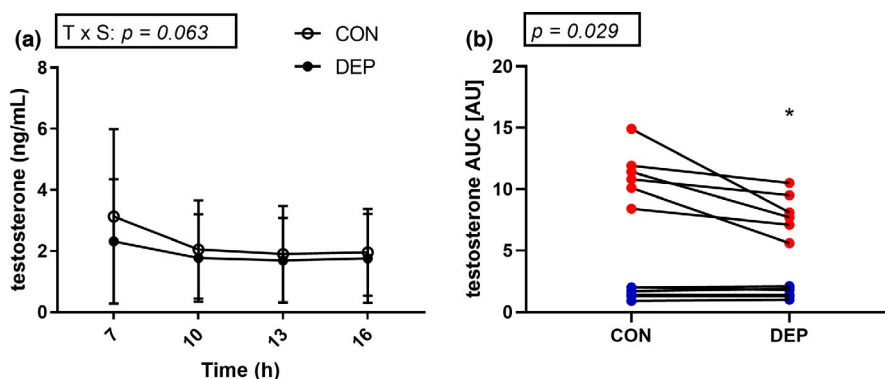 (a)
T x S: p = 0.063
CON
DEP
testosterone (ng/mL)
8
6
4
2
0
7
10
13
16
Time (h)
(b)
p = 0.029
testosterone AUC [AU]
20
15
10
5
0
*
CON
DEP